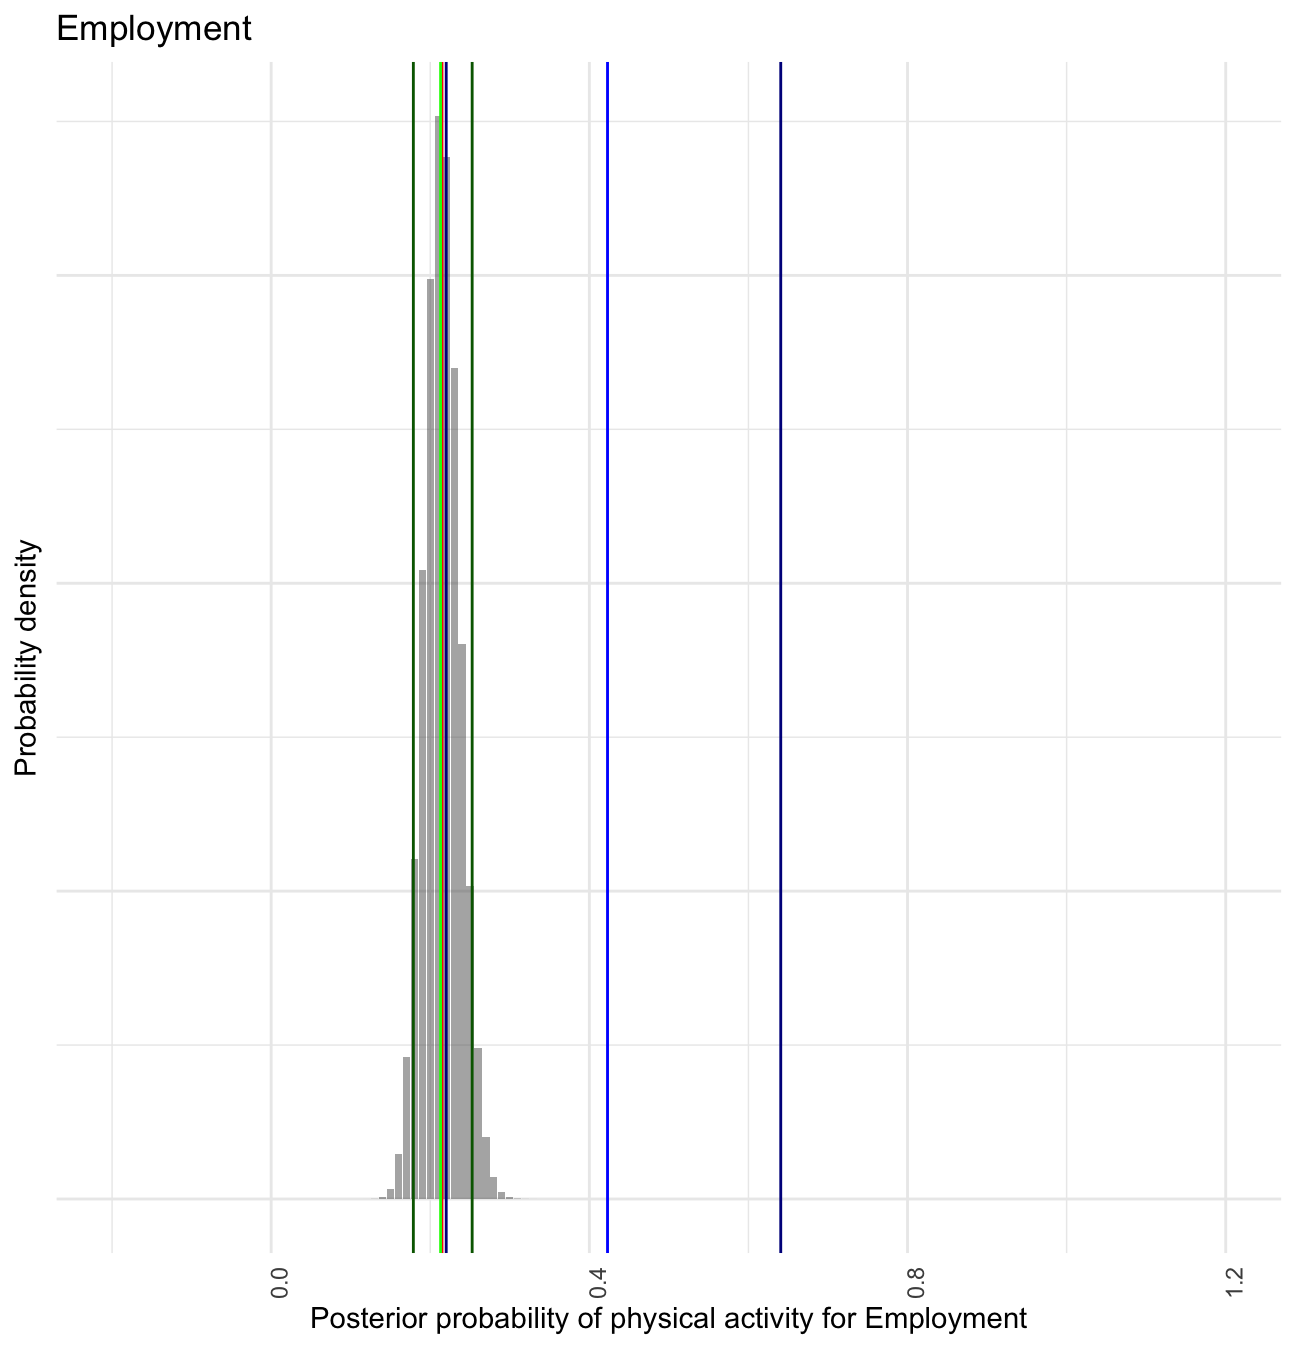 Employment
Probability density
0.0
0.4
0.8
1.2
Posterior probability of physical activity for Employment